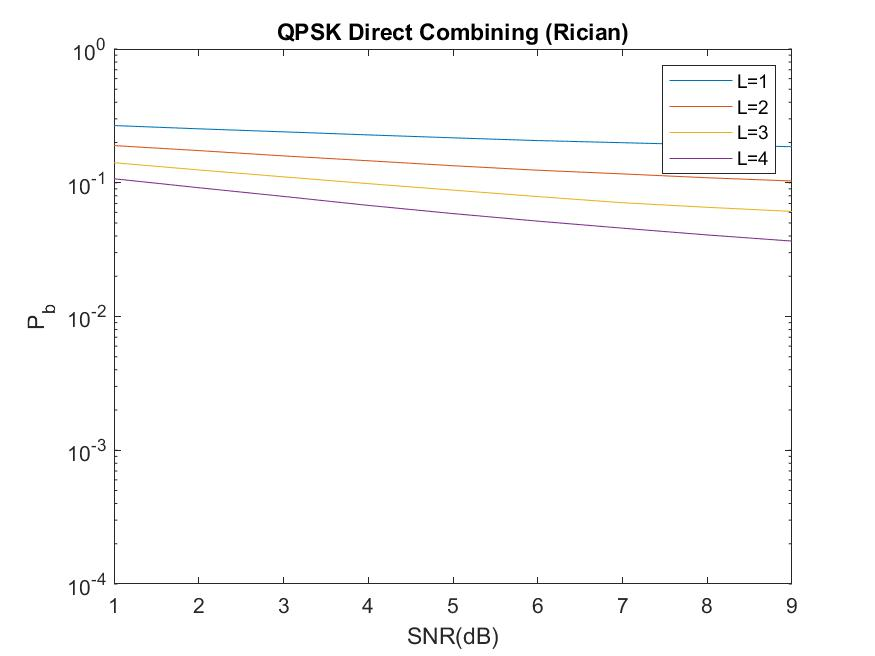 QPSK Direct Combining (Rician)
10^0
L=1
L=2
L=3
L=4
10^-1
P_b
10^-2
10^-3
10^-4
1 2 3 4 5 6 7 8 9
SNR(dB)